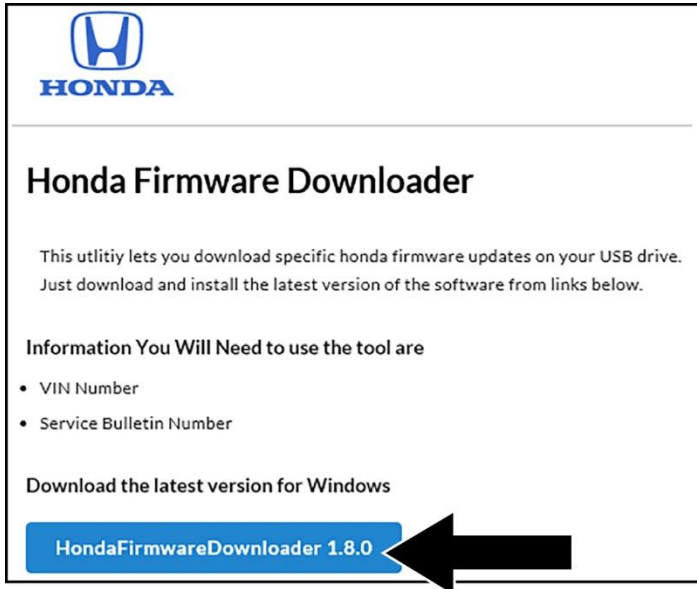 HONDA
Honda Firmware Downloader
This utlitiy lets you download specific honda firmware updates on your USB drive.
Just download and install the latest version of the software from links below.
Information You Will Need to use the tool are
• VIN Number
• Service Bulletin Number
Download the latest version for Windows
HondaFirmwareDownloader 1.8.0